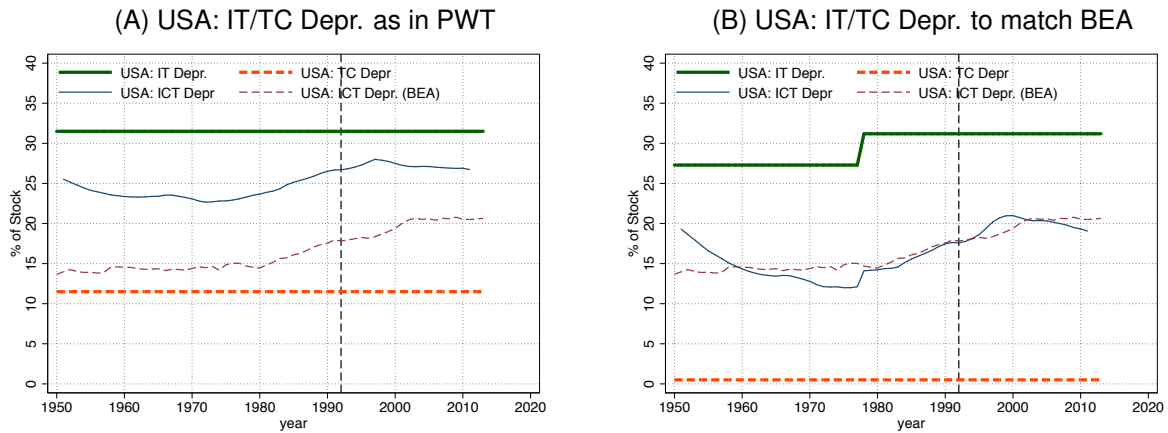 (A) USA: IT/TC Depr. as in PWT
USA: IT Depr.
USA: TC Depr
USA: ICT Depr
USA: ICT Depr. (BEA)
% of Stock
40
35
30
25
20
15
10
5
0
1950 1960 1970 1980 1990 2000 2010 2020
year
(B) USA: IT/TC Depr. to match BEA
USA: IT Depr.
USA: TC Depr
USA: ICT Depr
USA: ICT Depr. (BEA)
% of Stock
40
35
30
25
20
15
10
5
0
1950 1960 1970 1980 1990 2000 2010 2020
year